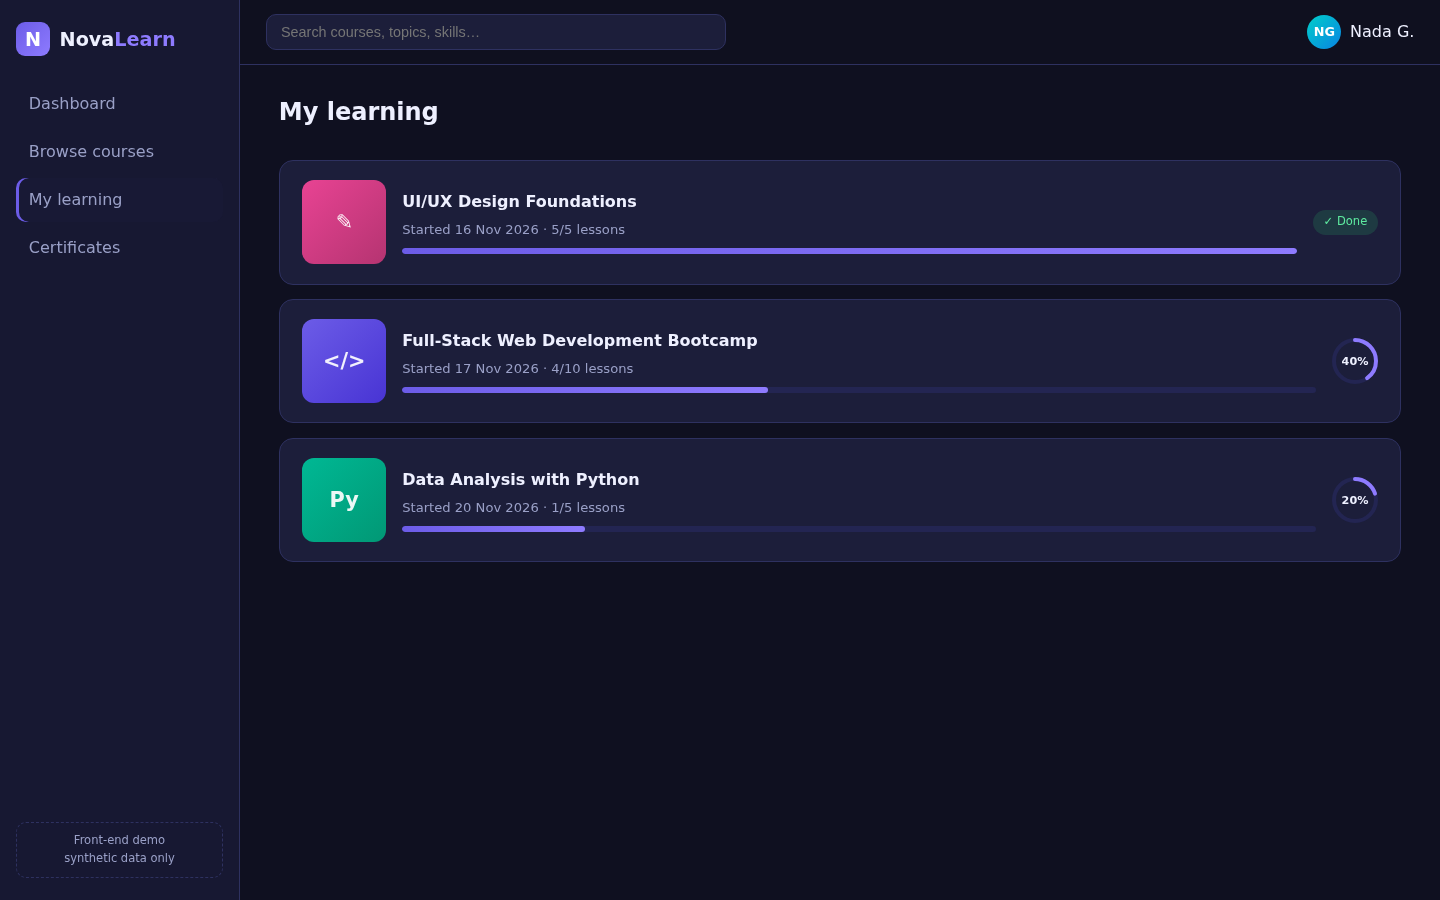 N NovaLearn
Dashboard
Browse courses
My learning
Certificates
Front-end demo
synthetic data only
Search courses, topics, skills…
NG Nada G.
My learning
✎
UI/UX Design Foundations
Started 16 Nov 2026 · 5/5 lessons
✓ Done
</>
Full-Stack Web Development Bootcamp
Started 17 Nov 2026 · 4/10 lessons
40%
Py
Data Analysis with Python
Started 20 Nov 2026 · 1/5 lessons
20%